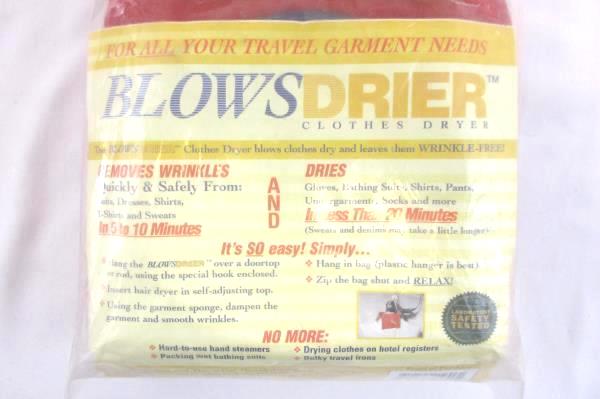 FOR ALL YOUR TRAVEL GARMENT NEEDS
BLOWSDRIER™
CLOTHES DRYER
BLOWSDRIER™ Clothes Dryer blows clothes dry and leaves them WRINKLE-FREE!
REMOVES WRINKLES
Quickly & Safely From:
Suits, Dresses, Shirts,
T-Shirts and Sweats
In 5 to 10 Minutes
AND
DRIES
Gloves, Bathing Suits, Shirts, Pants,
Undergarments, Socks and more
In Less Than 20 Minutes
(Sweats and denims may take a little longer)
It's SO easy! Simply...
❖ Hang the BLOWSDRIER™ over a doortop
or rod, using the special hook enclosed.
❖ Insert hair dryer in self-adjusting top.
❖ Using the garment sponge, dampen the
garment and smooth wrinkles.
❖ Hang in bag (plastic hanger is best)
❖ Zip the bag shut and RELAX!
LABORATORY
SAFETY
TESTED
NO MORE:
❖ Hard-to-use hand steamers
❖ Packing wet bathing suits
❖ Drying clothes on hotel registers
❖ Bulky travel irons